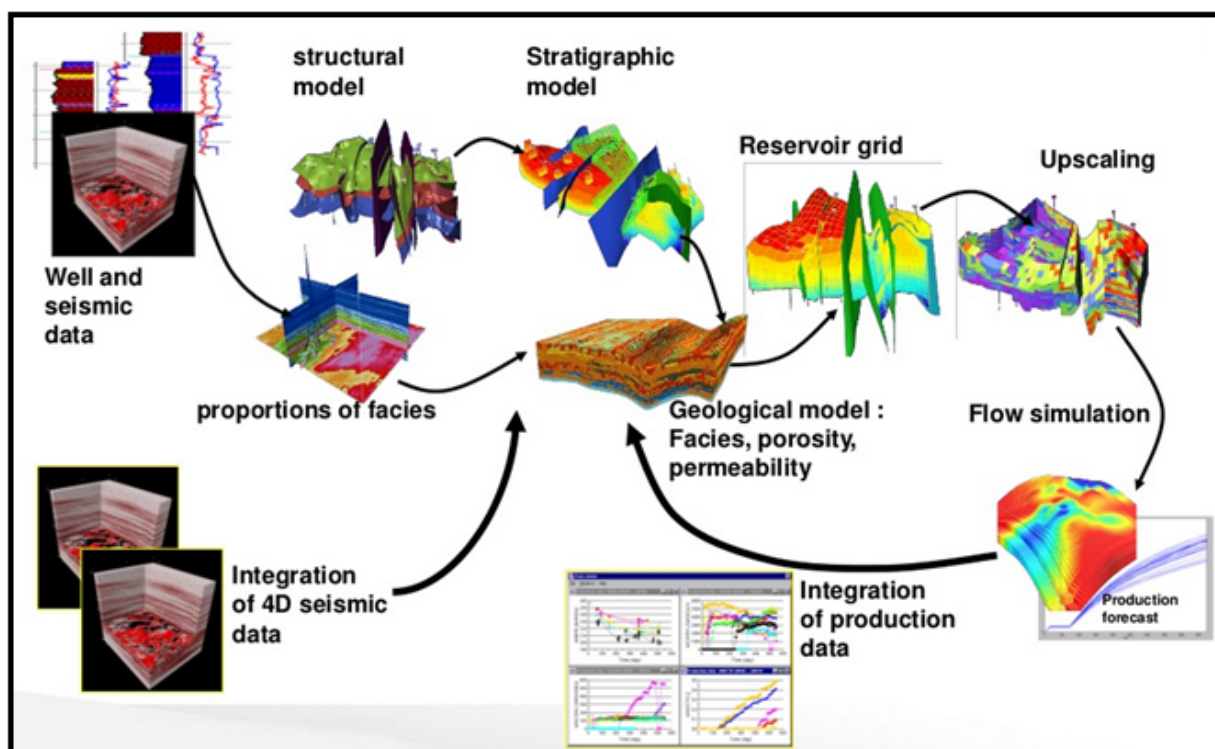 structural
model
Stratigraphic
model
Reservoir grid
Upscaling
Well and
seismic
data
proportions of facies
Geological model :
Facies, porosity,
permeability
Flow simulation
Integration
of 4D seismic
data
Integration
of production
data
Production
forecast